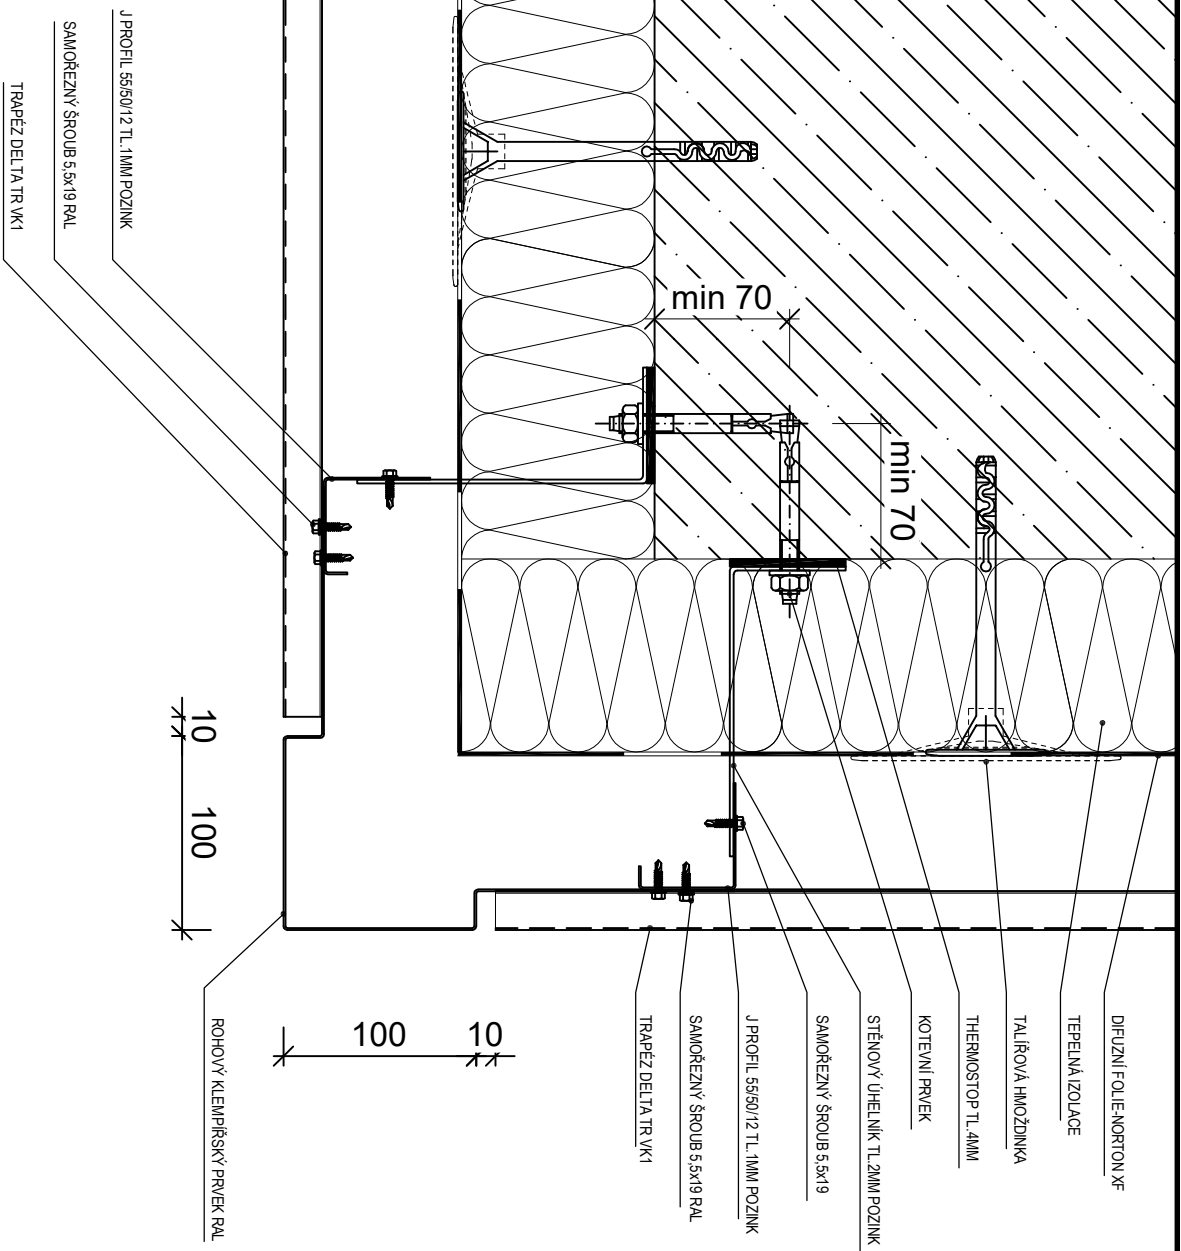 J PROFIL 55/50/12 TL.1MM POZINK
SAMOŘEZNÝ ŠROUB 5,5x19 RAL
TRAPÉZ DELTA TR VK1
min 70
min 70
10
100
100
10
DIFUZNÍ FOLIE-NORTON XF
TEPELNÁ IZOLACE
TALÍŘOVÁ HMOŽDINKA
THERMOSTOP TL.4MM
KOTEVNÍ PRVEK
STĚNOVÝ ÚHELNÍK TL.2MM POZINK
SAMOŘEZNÝ ŠROUB 5,5x19
J PROFIL 55/50/12 TL.1MM POZINK
SAMOŘEZNÝ ŠROUB 5,5x19 RAL
TRAPÉZ DELTA TR VK1
ROHOVÝ KLEMPÍŘSKÝ PRVEK RAL